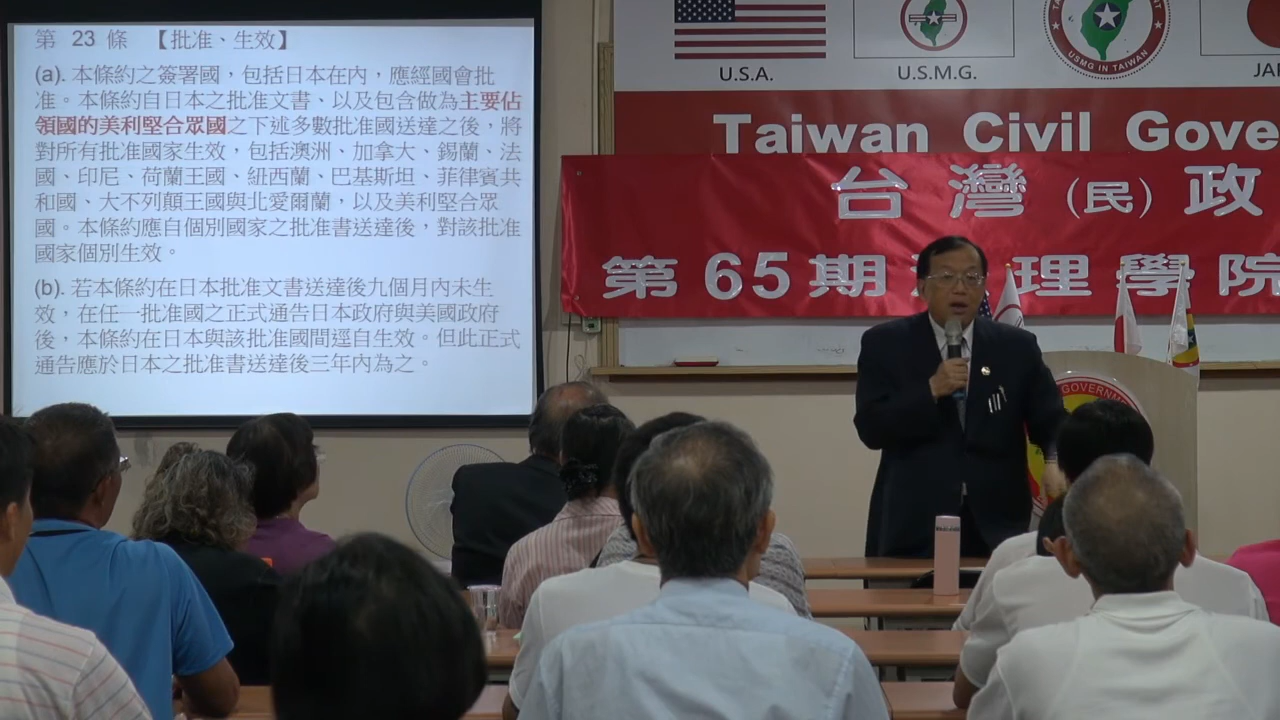 第 23 條 【批准、生效】
(a). 本條約之簽署國，包括日本在內，應經國會批
准。本條約自日本之批准文書、以及包含做為主要佔
領國的美利堅合眾國之下述多數批准國送達之後，將
對所有批准國家生效，包括澳洲、加拿大、錫蘭、法
國、印尼、荷蘭王國、紐西蘭、巴基斯坦、菲律賓共
和國、大不列顛王國與北愛爾蘭，以及美利堅合眾
國。本條約應自個別國家之批准書送達後，對該批准
國家個別生效。
(b). 若本條約在日本批准文書送達後九個月內未生
效，在任一批准國之正式通告日本政府與美國政府
後，本條約在日本與該批准國間逕自生效。但此正式
通告應於日本之批准書送達後三年內為之。
U.S.A.
U.S.M.G.
USMG IN TAIWAN
JAP
Taiwan Civil Gove
台灣(民)政
第65期 理學院
GOVERNMENT